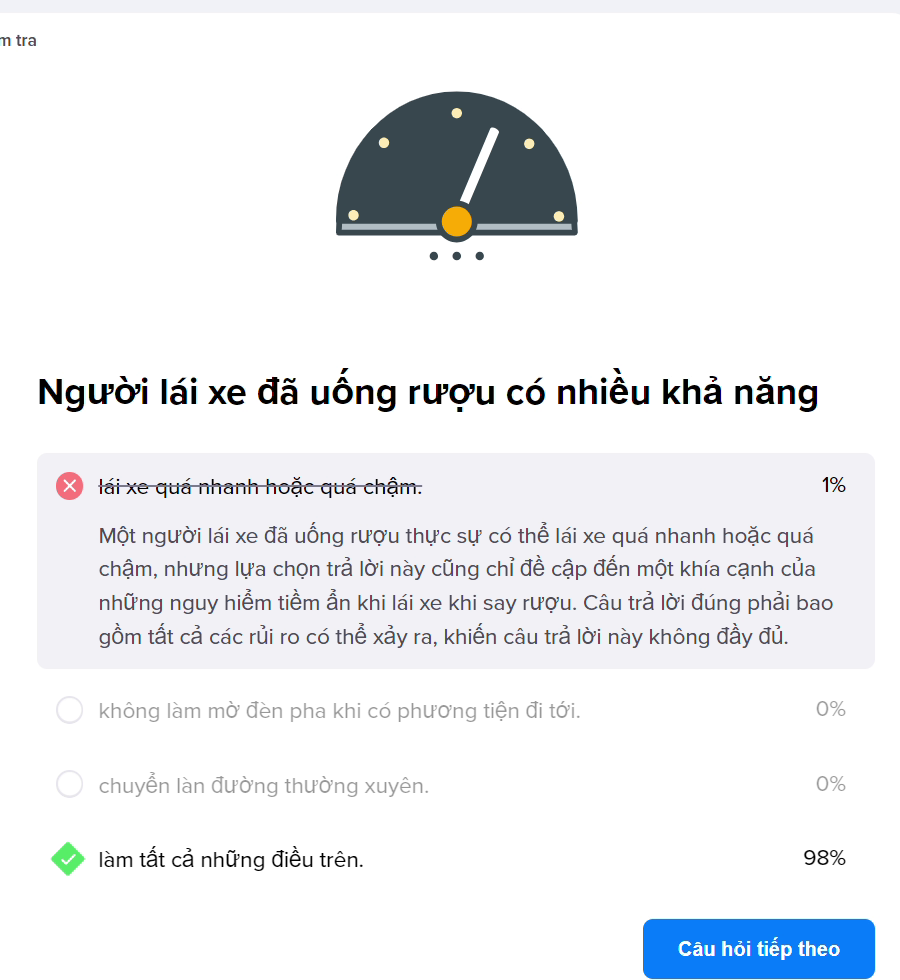 m tra
Người lái xe đã uống rượu có nhiều khả năng
lái xe quá nhanh hoặc quá chậm. 1%
Một người lái xe đã uống rượu thực sự có thể lái xe quá nhanh hoặc quá
chậm, nhưng lựa chọn trả lời này cũng chỉ đề cập đến một khía cạnh của
những nguy hiểm tiềm ẩn khi lái xe khi say rượu. Câu trả lời đúng phải bao
gồm tất cả các rủi ro có thể xảy ra, khiến câu trả lời này không đầy đủ.
không làm mờ đèn pha khi có phương tiện đi tới. 0%
chuyển làn đường thường xuyên. 0%
làm tất cả những điều trên. 98%
Câu hỏi tiếp theo